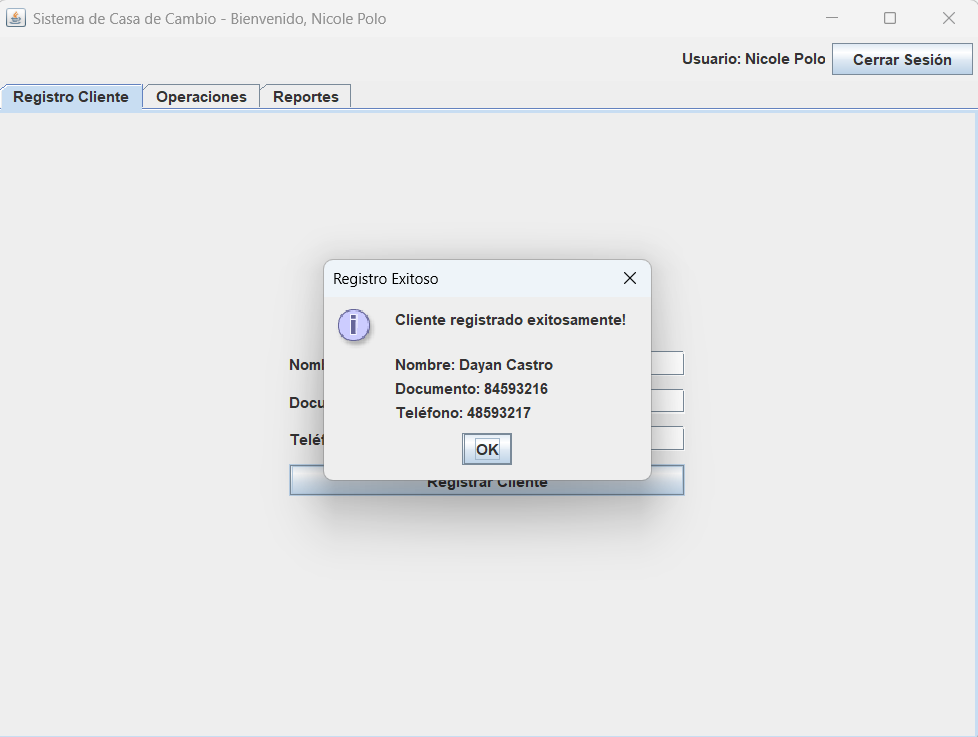 Sistema de Casa de Cambio - Bienvenido, Nicole Polo
Usuario: Nicole Polo
Cerrar Sesión
Registro Cliente
Operaciones
Reportes
Registro Exitoso
Cliente registrado exitosamente!
Nombre: Dayan Castro
Documento: 84593216
Teléfono: 48593217
OK
Registrar Cliente